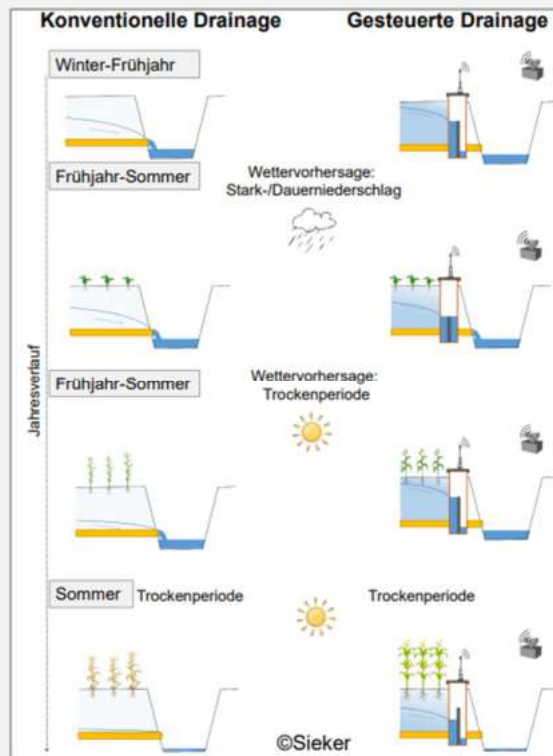 Konventionelle Drainage
Gesteuerte Drainage
Winter-Frühjahr
Frühjahr-Sommer
Wettervorhersage:
Stark-/Dauerniederschlag
Frühjahr-Sommer
Wettervorhersage:
Trockenperiode
Jahresverlauf
Sommer
Trockenperiode
Trockenperiode
©Sieker